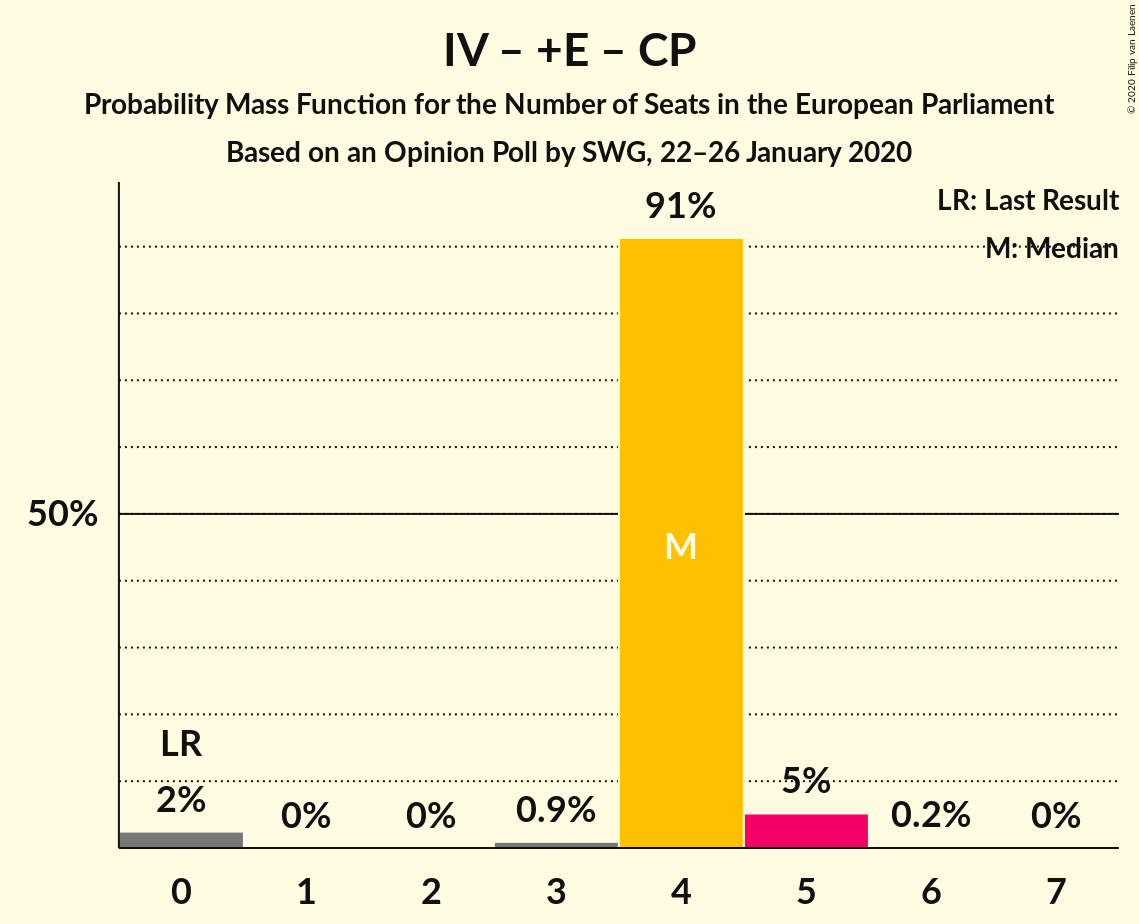 IV – +E – CP
Probability Mass Function for the Number of Seats in the European Parliament
Based on an Opinion Poll by SWG, 22–26 January 2020
© 2020 Filip van Laenen
LR: Last Result
M: Median
91%
50%
M
LR
2%
0%
0%
0.9%
5%
0.2%
0%
0 1 2 3 4 5 6 7